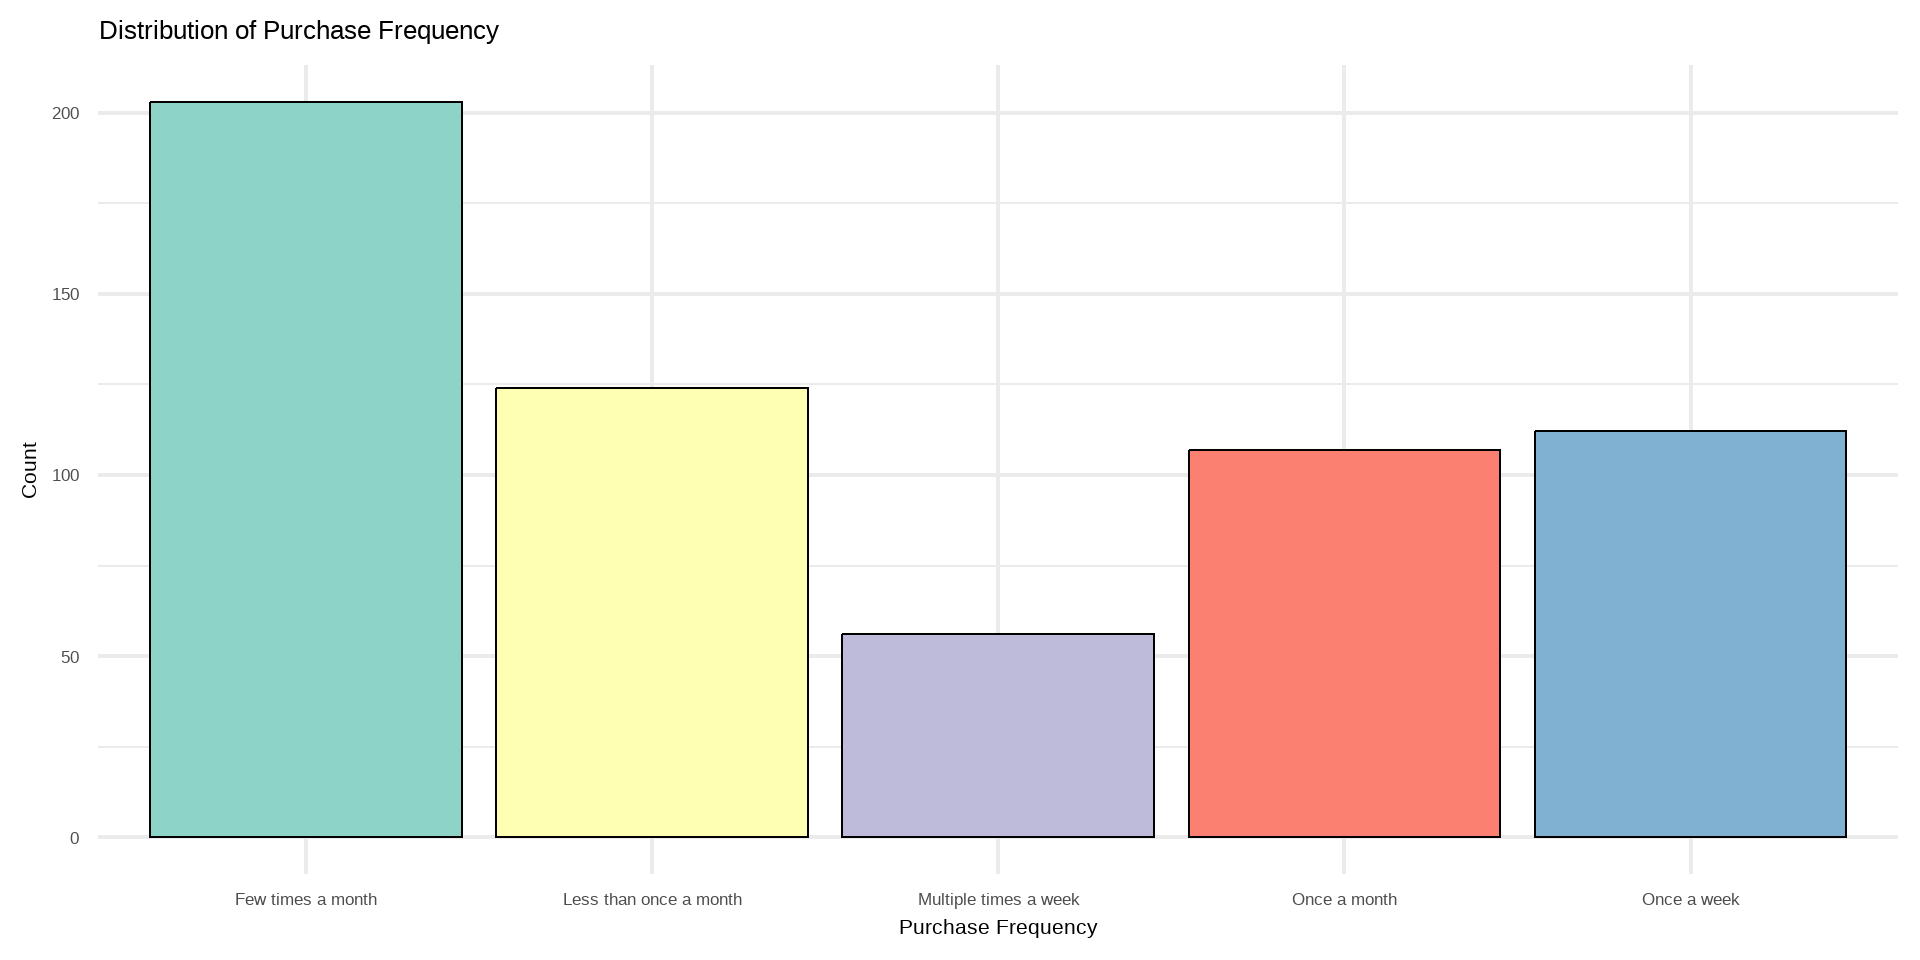 Distribution of Purchase Frequency
200
150
100
50
0
Count
Few times a month
Less than once a month
Multiple times a week
Once a month
Once a week
Purchase Frequency